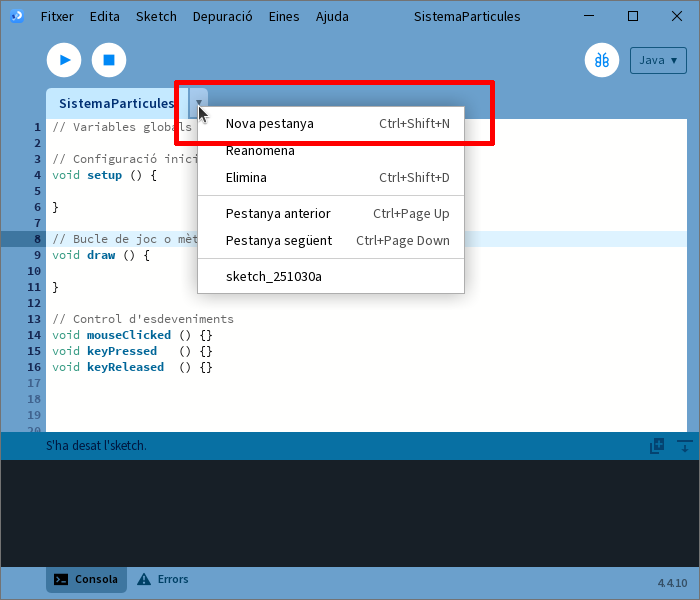 Fitxer Edita Sketch Depuració Eines Ajuda SistemaParticules
Java
SistemaParticules
Nova pestanya Ctrl+Shift+N
Reanomena
Elimina Ctrl+Shift+D
Pestanya anterior Ctrl+Page Up
Pestanya següent Ctrl+Page Down
sketch_251030a
1 // Variables globals
2
3 // Configuració inici
4 void setup () {
5
6 }
7
8 // Bucle de joc o mèt
9 void draw () {
10
11 }
12
13 // Control d'esdeveniments
14 void mouseClicked () {}
15 void keyPressed () {}
16 void keyReleased () {}
17
18
19
20
S'ha desat l'sketch.
Consola Errors 4.4.10